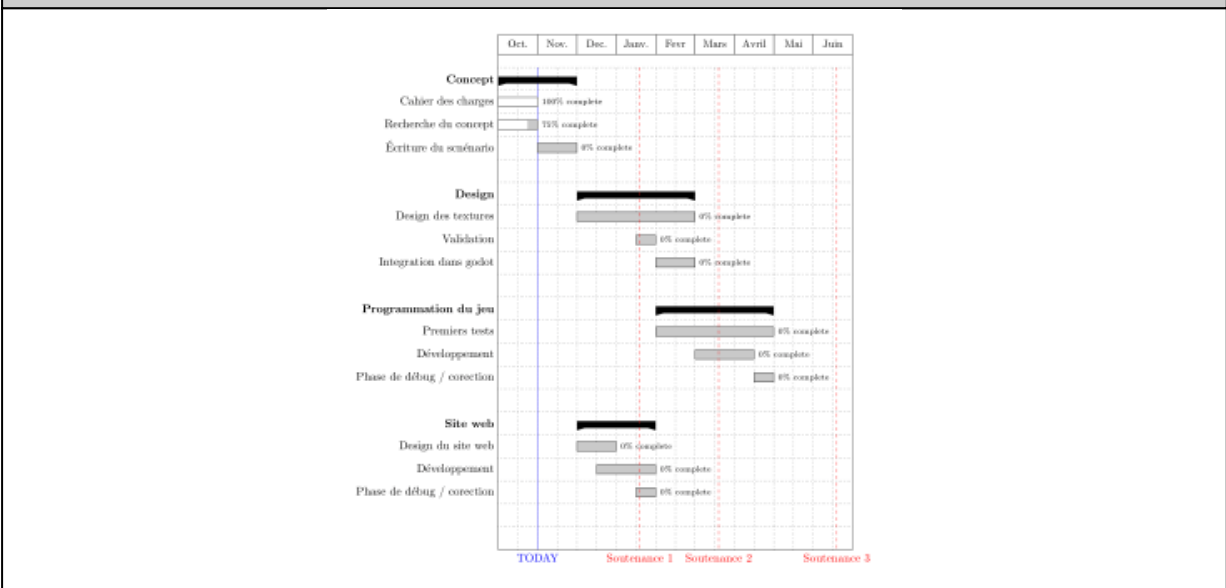 Oct. Nov. Dec. Janv. Fevr Mars Avril Mai Juin
Concept
Cahier des charges 100% complete
Recherche du concept 75% complete
Écriture du scénario 0% complete
Design
Design des textures 0% complete
Validation 0% complete
Integration dans godot 0% complete
Programmation du jeu
Premiers tests 0% complete
Développement 0% complete
Phase de débug / corection 0% complete
Site web
Design du site web 0% complete
Développement 0% complete
Phase de débug / corection 0% complete
TODAY Soutenance 1 Soutenance 2 Soutenance 3